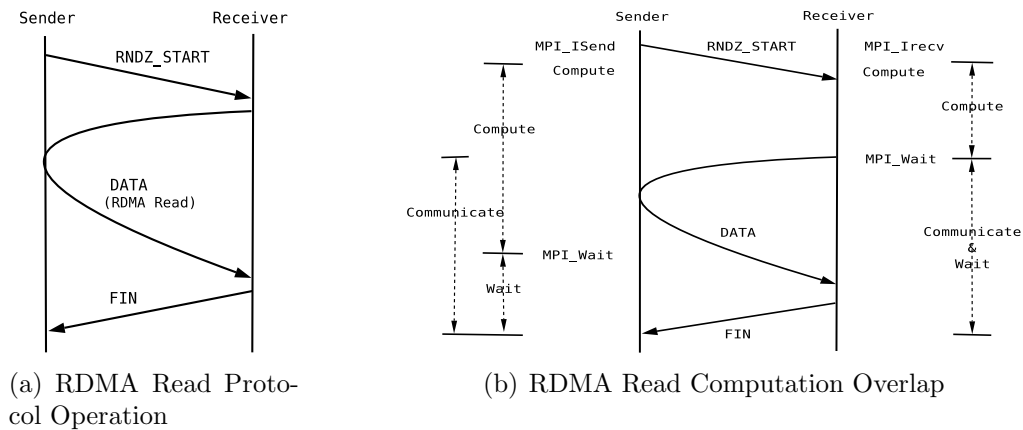 Sender
Receiver
RNDZ_START
DATA
(RDMA Read)
FIN
(a) RDMA Read Proto-
col Operation
Sender
Receiver
MPI_ISend
RNDZ_START
MPI_Irecv
Compute
Compute
Compute
Compute
MPI_Wait
Communicate
DATA
Communicate
&
Wait
MPI_Wait
Wait
FIN
(b) RDMA Read Computation Overlap